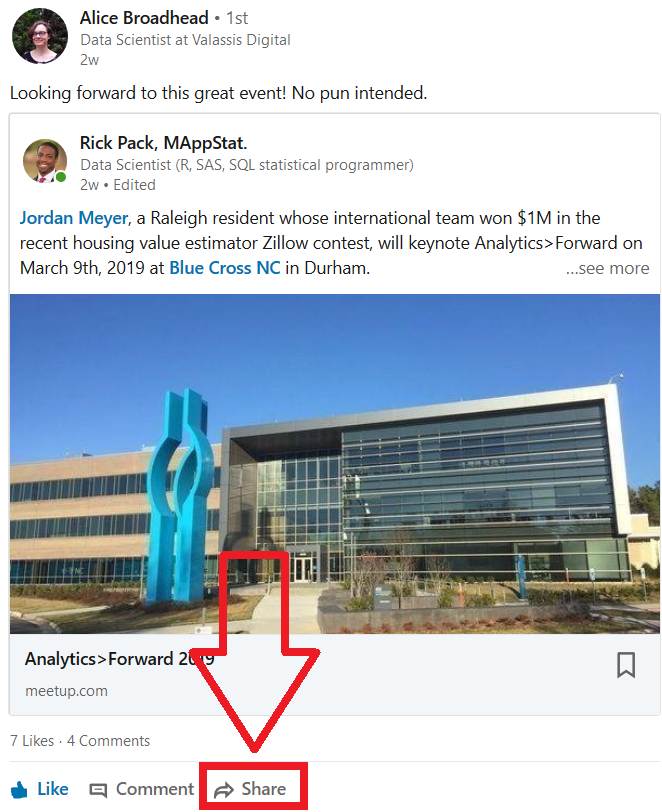 Alice Broadhead • 1st
Data Scientist at Valassis Digital
2w
Looking forward to this great event! No pun intended.
Rick Pack, MAppStat.
Data Scientist (R, SAS, SQL statistical programmer)
2w • Edited
Jordan Meyer, a Raleigh resident whose international team won $1M in the
recent housing value estimator Zillow contest, will keynote Analytics>Forward on
March 9th, 2019 at Blue Cross NC in Durham.
...see more
Analytics>Forward 2019
meetup.com
7 Likes · 4 Comments
Like Comment Share